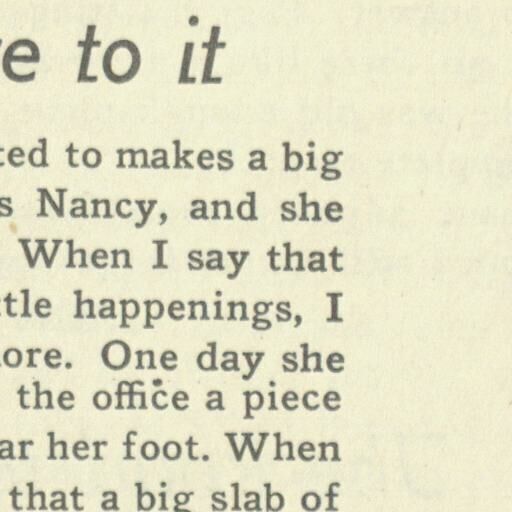 e to it
ted to makes a big
s Nancy, and she
When I say that
ttle happenings, I
ore. One day she
the office a piece
ar her foot. When
that a big slab of